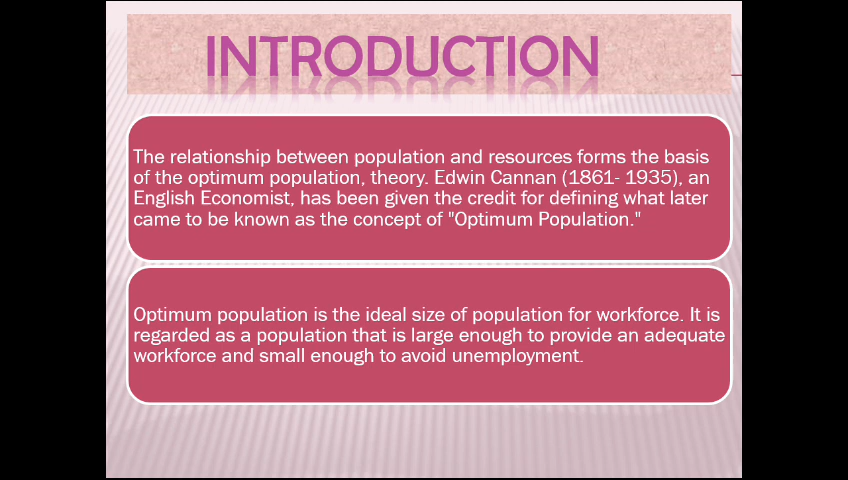 INTRODUCTION
The relationship between population and resources forms the basis
of the optimum population, theory. Edwin Cannan (1861- 1935), an
English Economist, has been given the credit for defining what later
came to be known as the concept of "Optimum Population."
Optimum population is the ideal size of population for workforce. It is
regarded as a population that is large enough to provide an adequate
workforce and small enough to avoid unemployment.